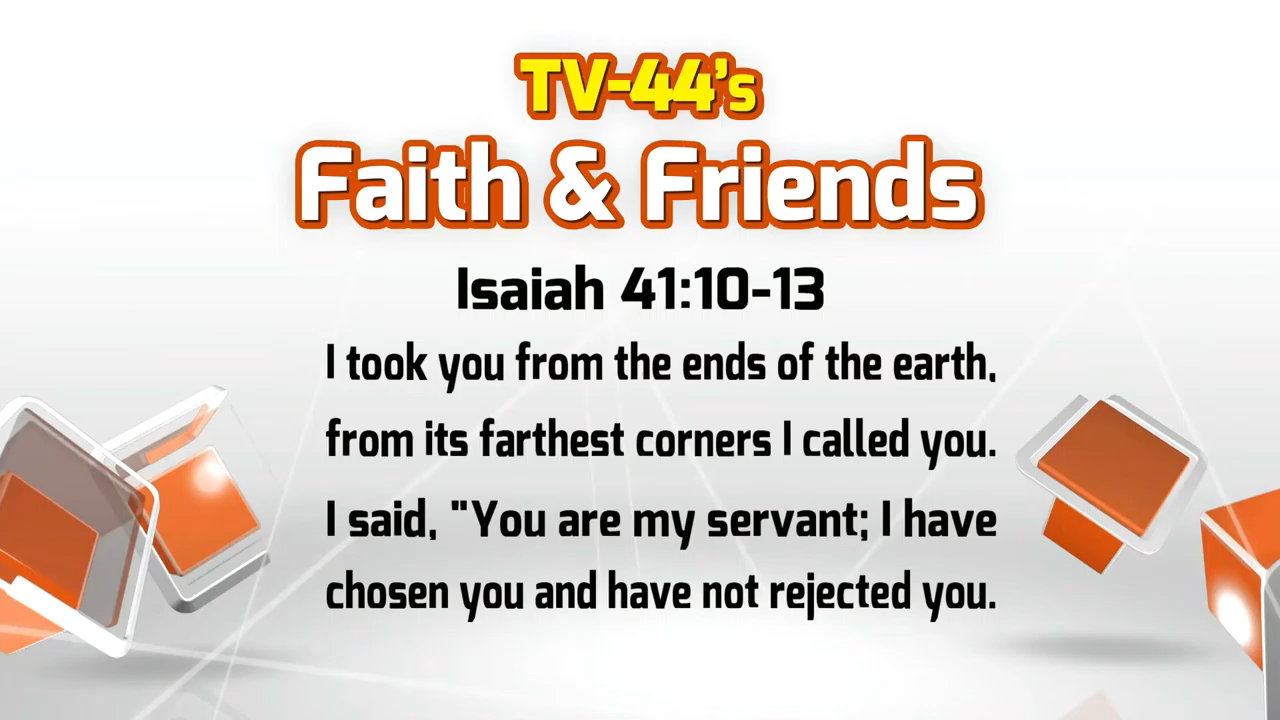 TV-44's
Faith & Friends
Isaiah 41:10-13
I took you from the ends of the earth,
from its farthest corners I called you.
I said, "You are my servant; I have
chosen you and have not rejected you.